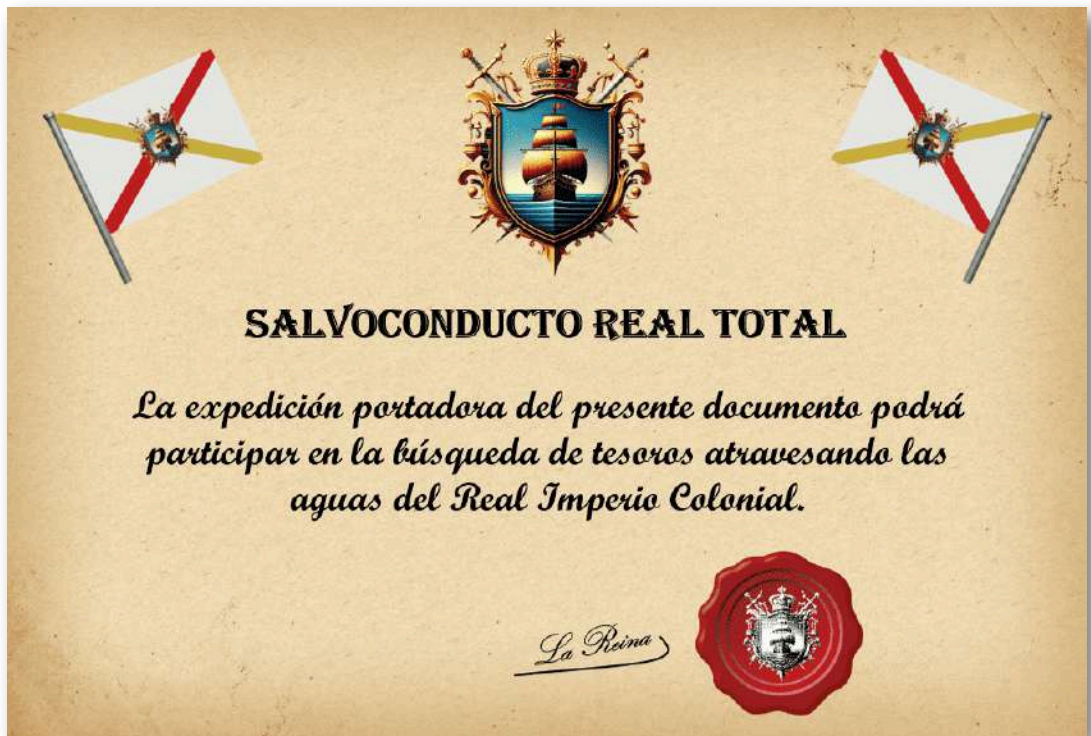 SALVOCONDUCTO REAL TOTAL
La expedición portadora del presente documento podrá
participar en la búsqueda de tesoros atravesando las
aguas del Real Imperio Colonial.
La Reina